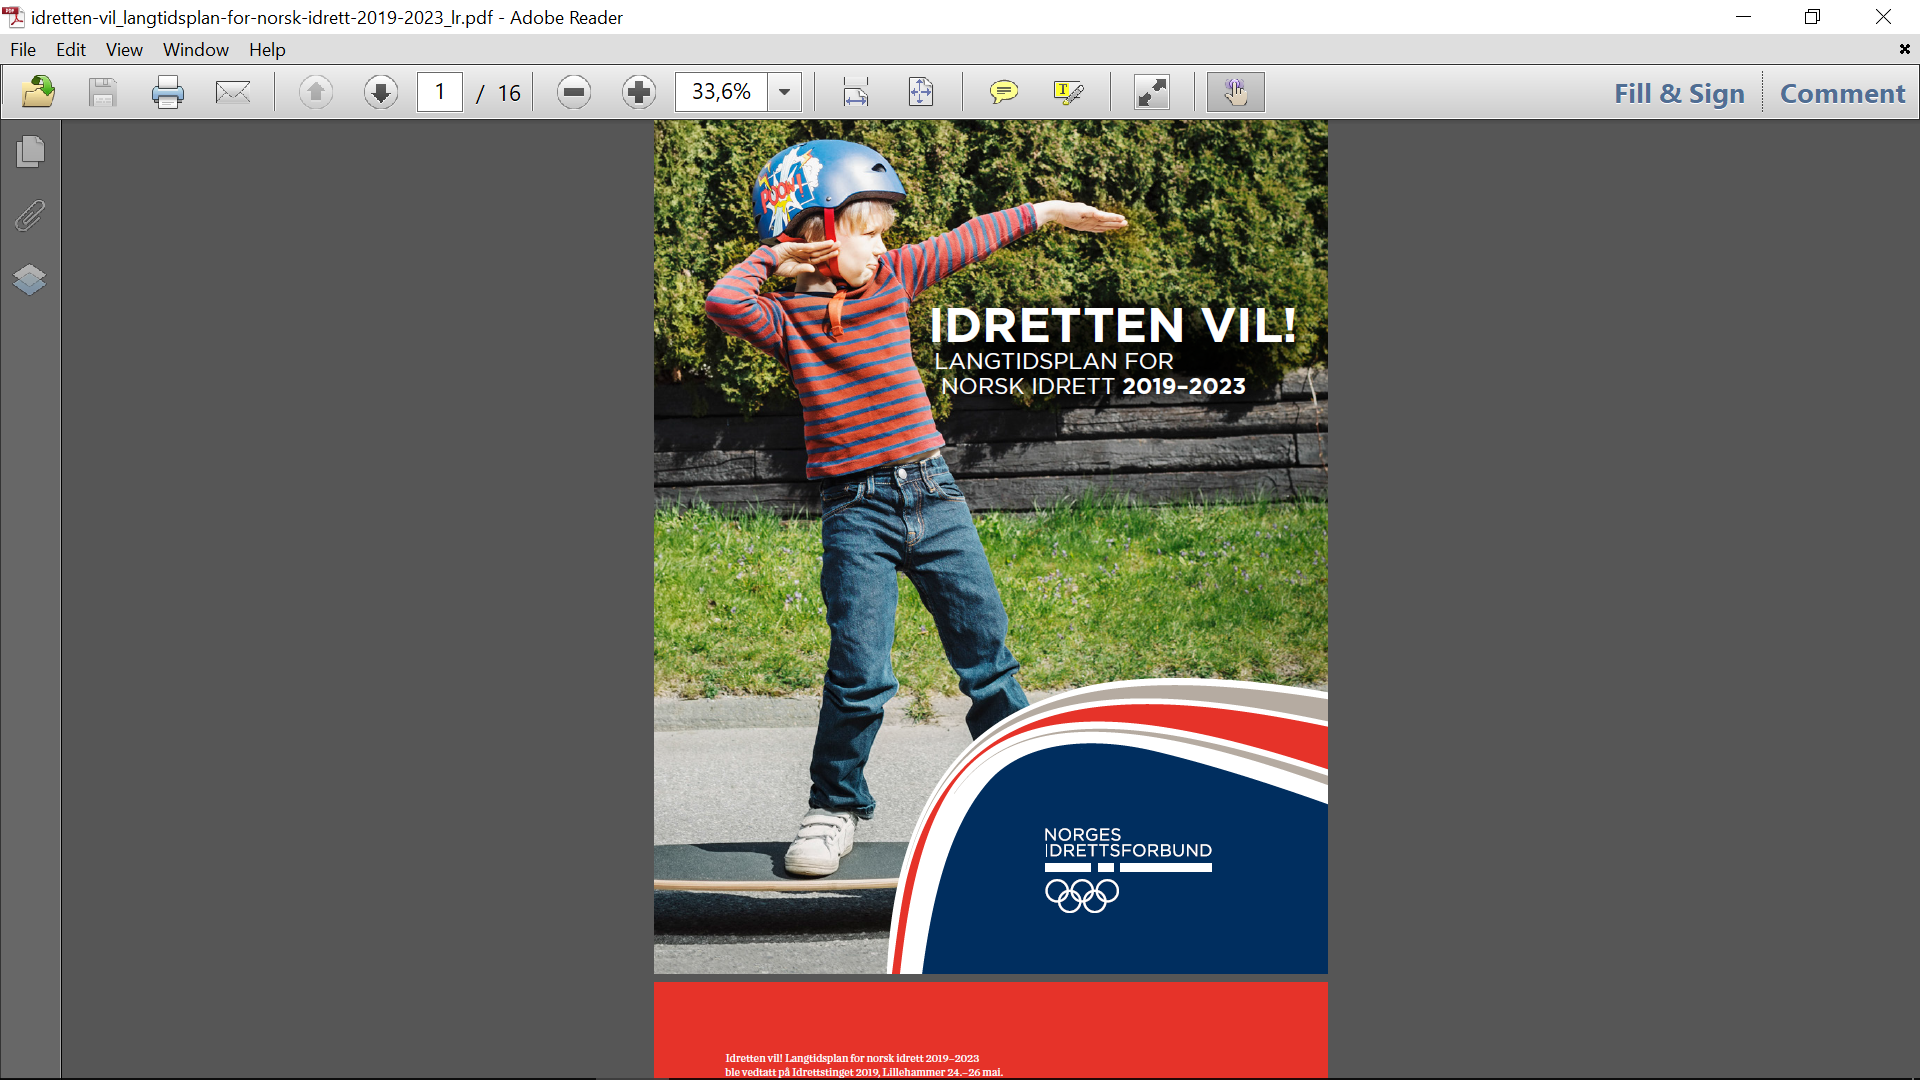 idretten-vil_langtidsplan-for-norsk-idrett-2019-2023_lr.pdf - Adobe Reader
File Edit View Window Help
1 / 16 33,6% Fill & Sign Comment
POOW!
IDRETTEN VIL!
LANGTIDSPLAN FOR
NORSK IDRETT 2019–2023
NORGES
IDRETTSFORBUND
Idretten vil! Langtidsplan for norsk idrett 2019–2023
ble vedtatt på Idrettstinget 2019, Lillehammer 24.–26 mai.